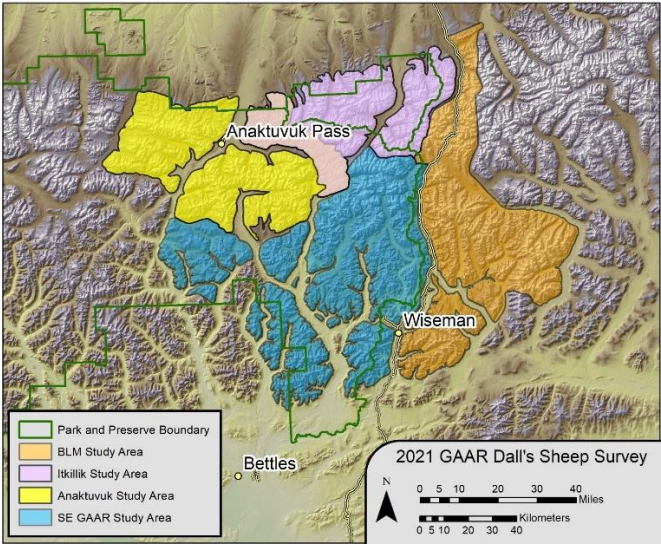 Anaktuvuk Pass
Wiseman
Bettles
Park and Preserve Boundary
BLM Study Area
Itkillik Study Area
Anaktuvuk Study Area
SE GAAR Study Area
2021 GAAR Dall's Sheep Survey
N
0 5 10 20 30 40
Miles
0 5 10 20 30 40
Kilometers